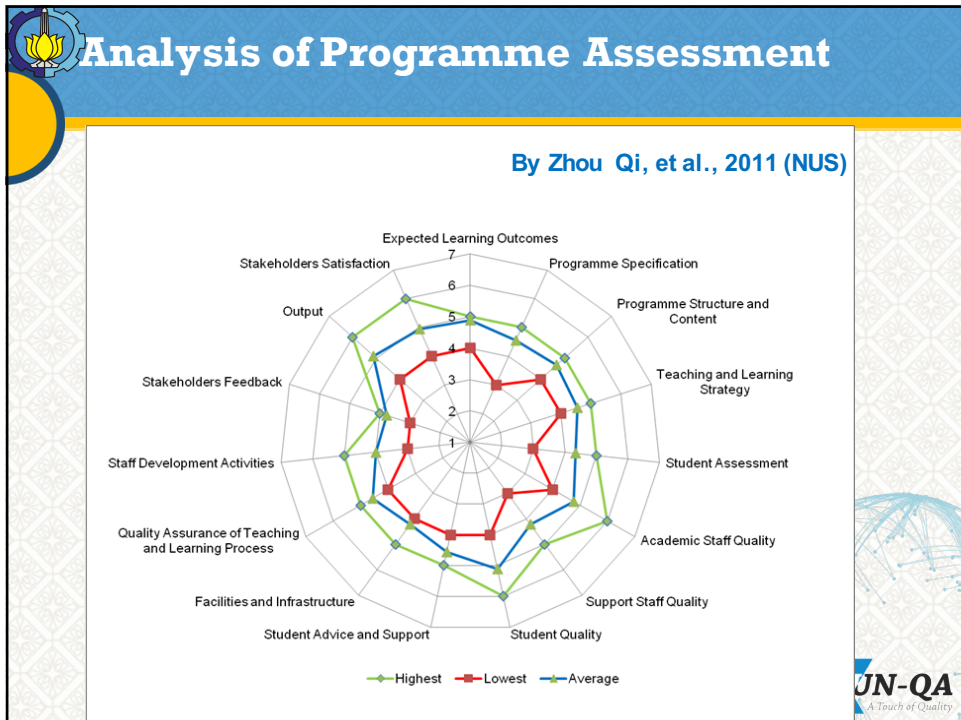 Analysis of Programme Assessment
By Zhou Qi, et al., 2011 (NUS)
Expected Learning Outcomes
7
Stakeholders Satisfaction
Programme Specification
6
Output
Programme Structure and
Content
5
4
Stakeholders Feedback
Teaching and Learning
Strategy
3
2
1
Staff Development Activities
Student Assessment
Quality Assurance of Teaching
and Learning Process
Academic Staff Quality
Facilities and Infrastructure
Support Staff Quality
Student Advice and Support
Student Quality
Highest
Lowest
Average
UN-QA
A Touch of Quality